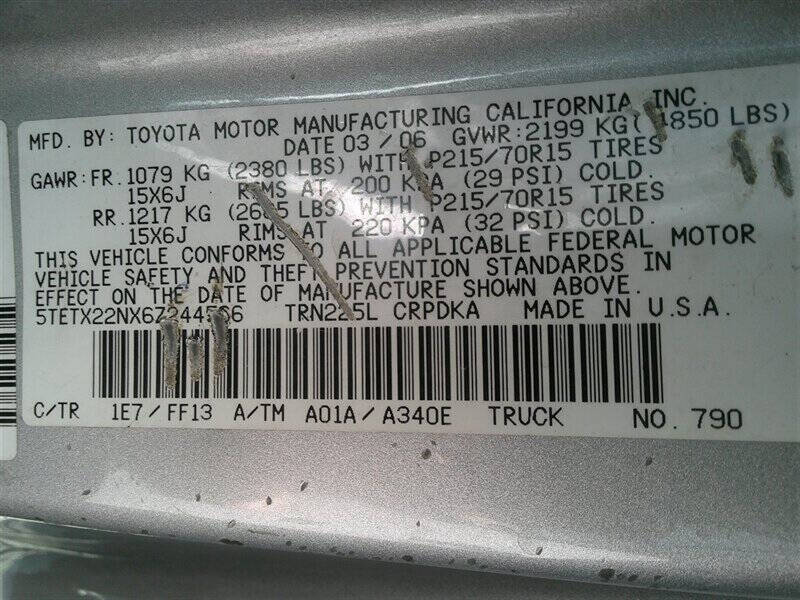 MFD. BY: TOYOTA MOTOR MANUFACTURING CALIFORNIA INC.
DATE 03 / 06 GVWR:2199 KG(4850 LBS)
GAWR:FR.1079 KG (2380 LBS) WITH P215/70R15 TIRES
15X6J RIMS AT 200 KPA (29 PSI) COLD.
RR.1217 KG (2685 LBS) WITH P215/70R15 TIRES
15X6J RIMS AT 220 KPA (32 PSI) COLD.
THIS VEHICLE CONFORMS TO ALL APPLICABLE FEDERAL MOTOR
VEHICLE SAFETY AND THEFT PREVENTION STANDARDS IN
EFFECT ON THE DATE OF MANUFACTURE SHOWN ABOVE.
TRN225L CRPDKA MADE IN U.S.A.
C/TR 1E7/FF13 A/TM A01A/A340E TRUCK NO. 790